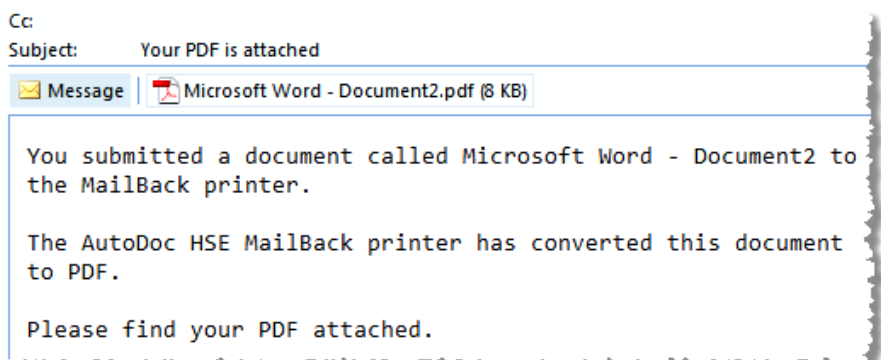 Cc:
Subject: Your PDF is attached
Message Microsoft Word - Document2.pdf (8 KB)
You submitted a document called Microsoft Word - Document2 to
the MailBack printer.
The AutoDoc HSE MailBack printer has converted this document
to PDF.
Please find your PDF attached.